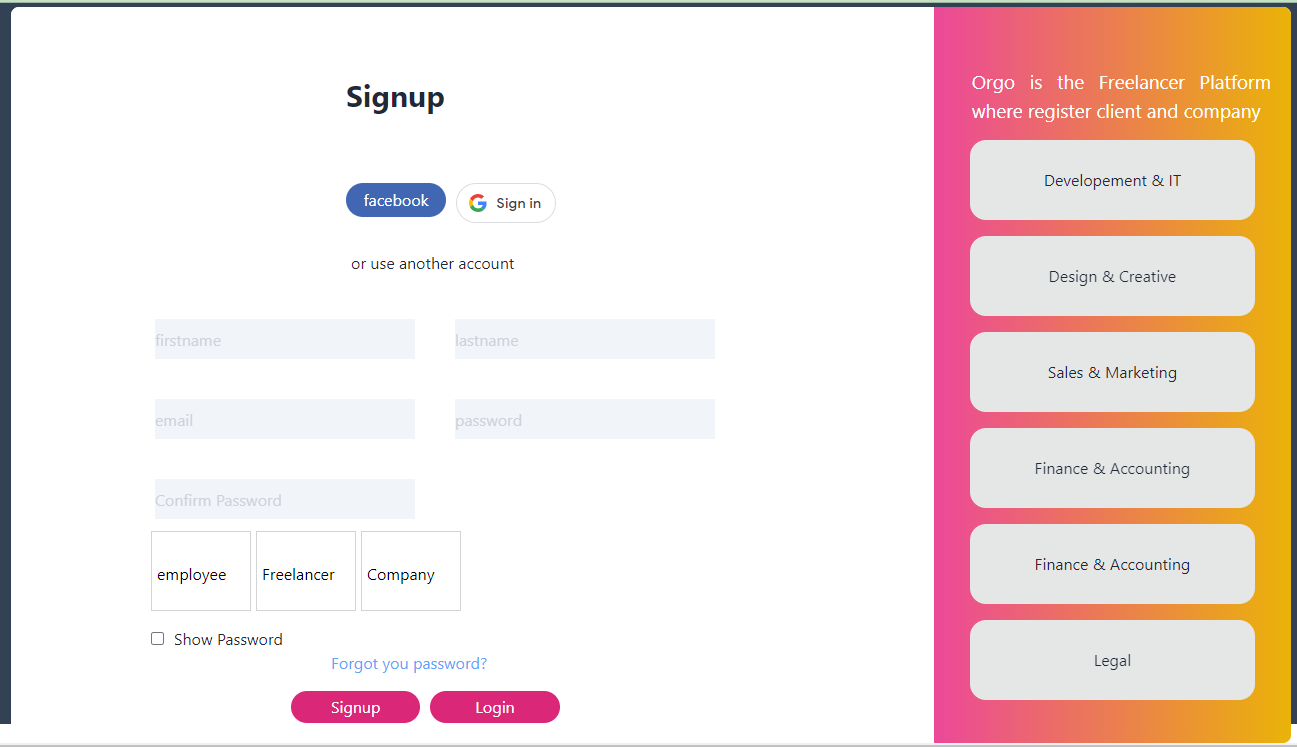 Signup
facebook
Sign in
or use another account
firstname
lastname
email
password
Confirm Password
employee
Freelancer
Company
Show Password
Forgot you password?
Signup
Login
Orgo is the Freelancer Platform
where register client and company
Developement & IT
Design & Creative
Sales & Marketing
Finance & Accounting
Finance & Accounting
Legal